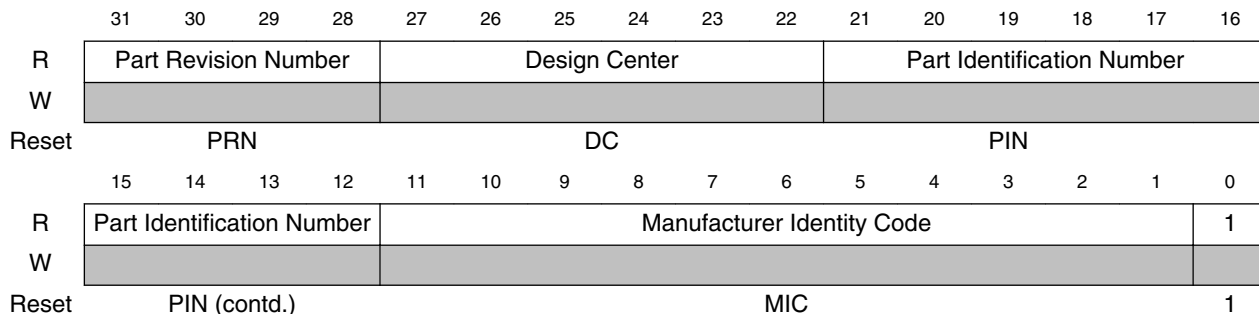 31 30 29 28 27 26 25 24 23 22 21 20 19 18 17 16
R Part Revision Number Design Center Part Identification Number
W
Reset PRN DC PIN
15 14 13 12 11 10 9 8 7 6 5 4 3 2 1 0
R Part Identification Number Manufacturer Identity Code 1
W
Reset PIN (contd.) MIC 1